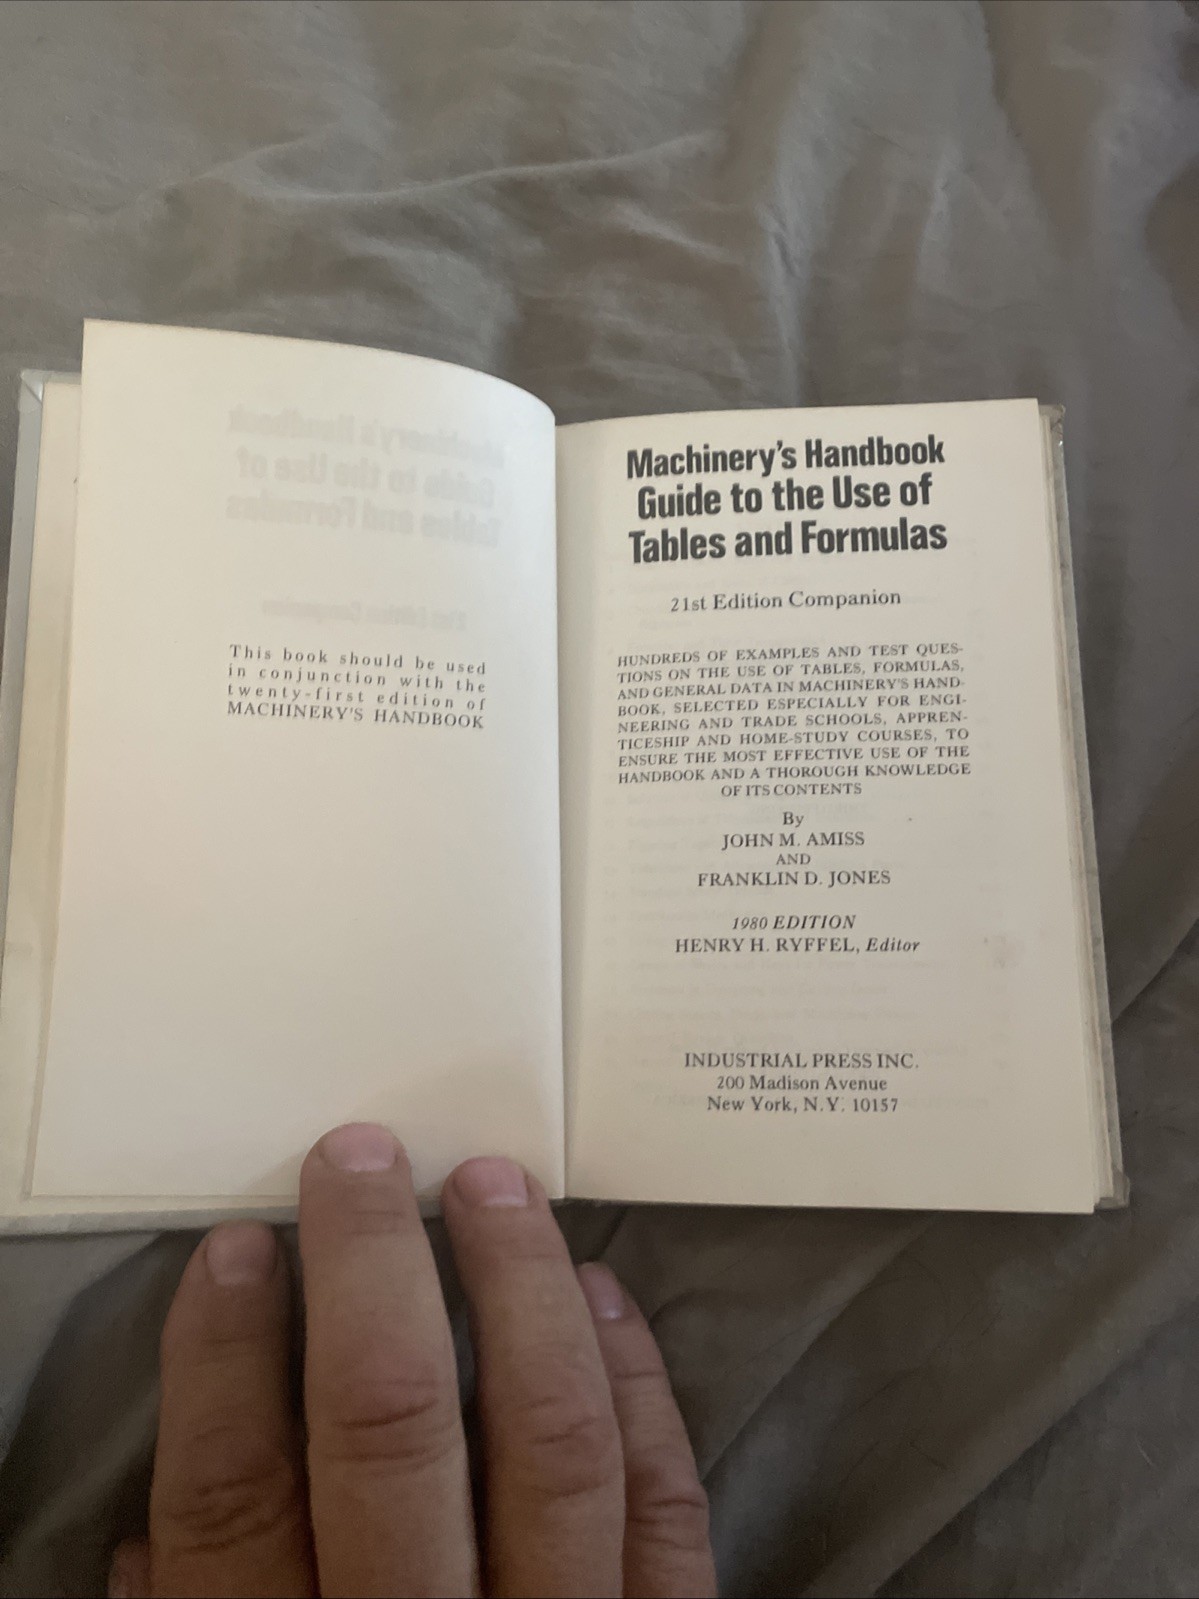 This book should be used
in conjunction with the
twenty-first edition of
MACHINERY'S HANDBOOK
Machinery's Handbook
Guide to the Use of
Tables and Formulas
21st Edition Companion
HUNDREDS OF EXAMPLES AND TEST QUES-
TIONS ON THE USE OF TABLES, FORMULAS,
AND GENERAL DATA IN MACHINERY'S HAND-
BOOK, SELECTED ESPECIALLY FOR ENGI-
NEERING AND TRADE SCHOOLS, APPREN-
TICESHIP AND HOME-STUDY COURSES, TO
ENSURE THE MOST EFFECTIVE USE OF THE
HANDBOOK AND A THOROUGH KNOWLEDGE
OF ITS CONTENTS
By
JOHN M. AMISS
AND
FRANKLIN D. JONES
1980 EDITION
HENRY H. RYFFEL, Editor
INDUSTRIAL PRESS INC.
200 Madison Avenue
New York, N.Y. 10157